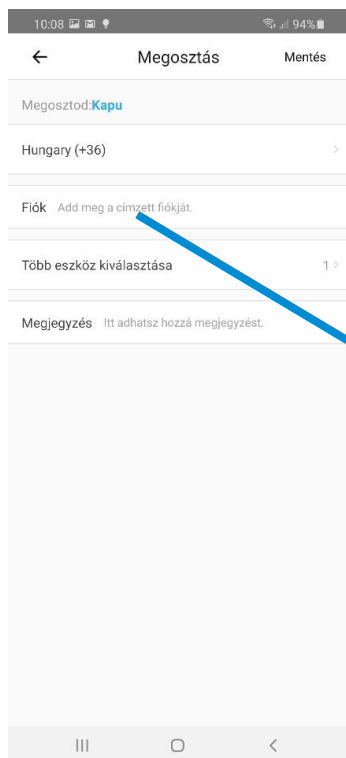 10:08 94%
Megosztás Mentés
Megosztod:Kapu
Hungary (+36)
Fiók Add meg a címzett fiókját.
Több eszköz kiválasztása 1
Megjegyzés Itt adhatsz hozzá megjegyzést.